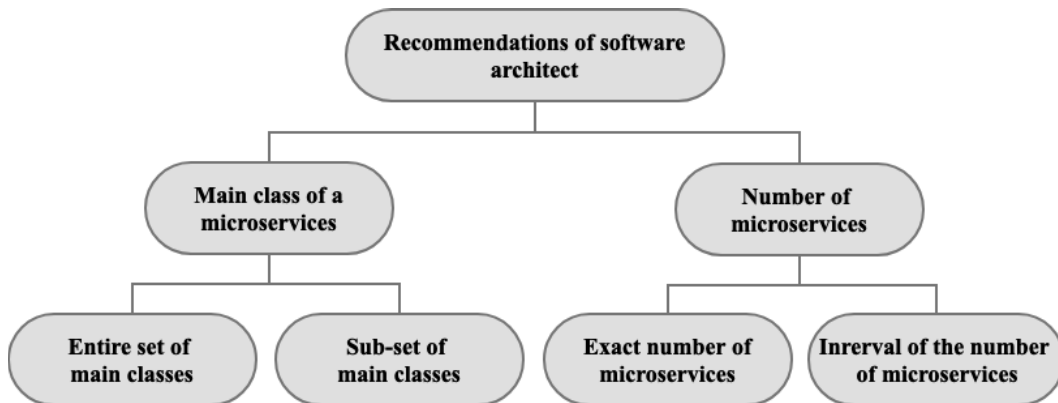 Recommendations of software
architect
Main class of a
microservices
Number of
microservices
Entire set of
main classes
Sub-set of
main classes
Exact number of
microservices
Inrerval of the number
of microservices